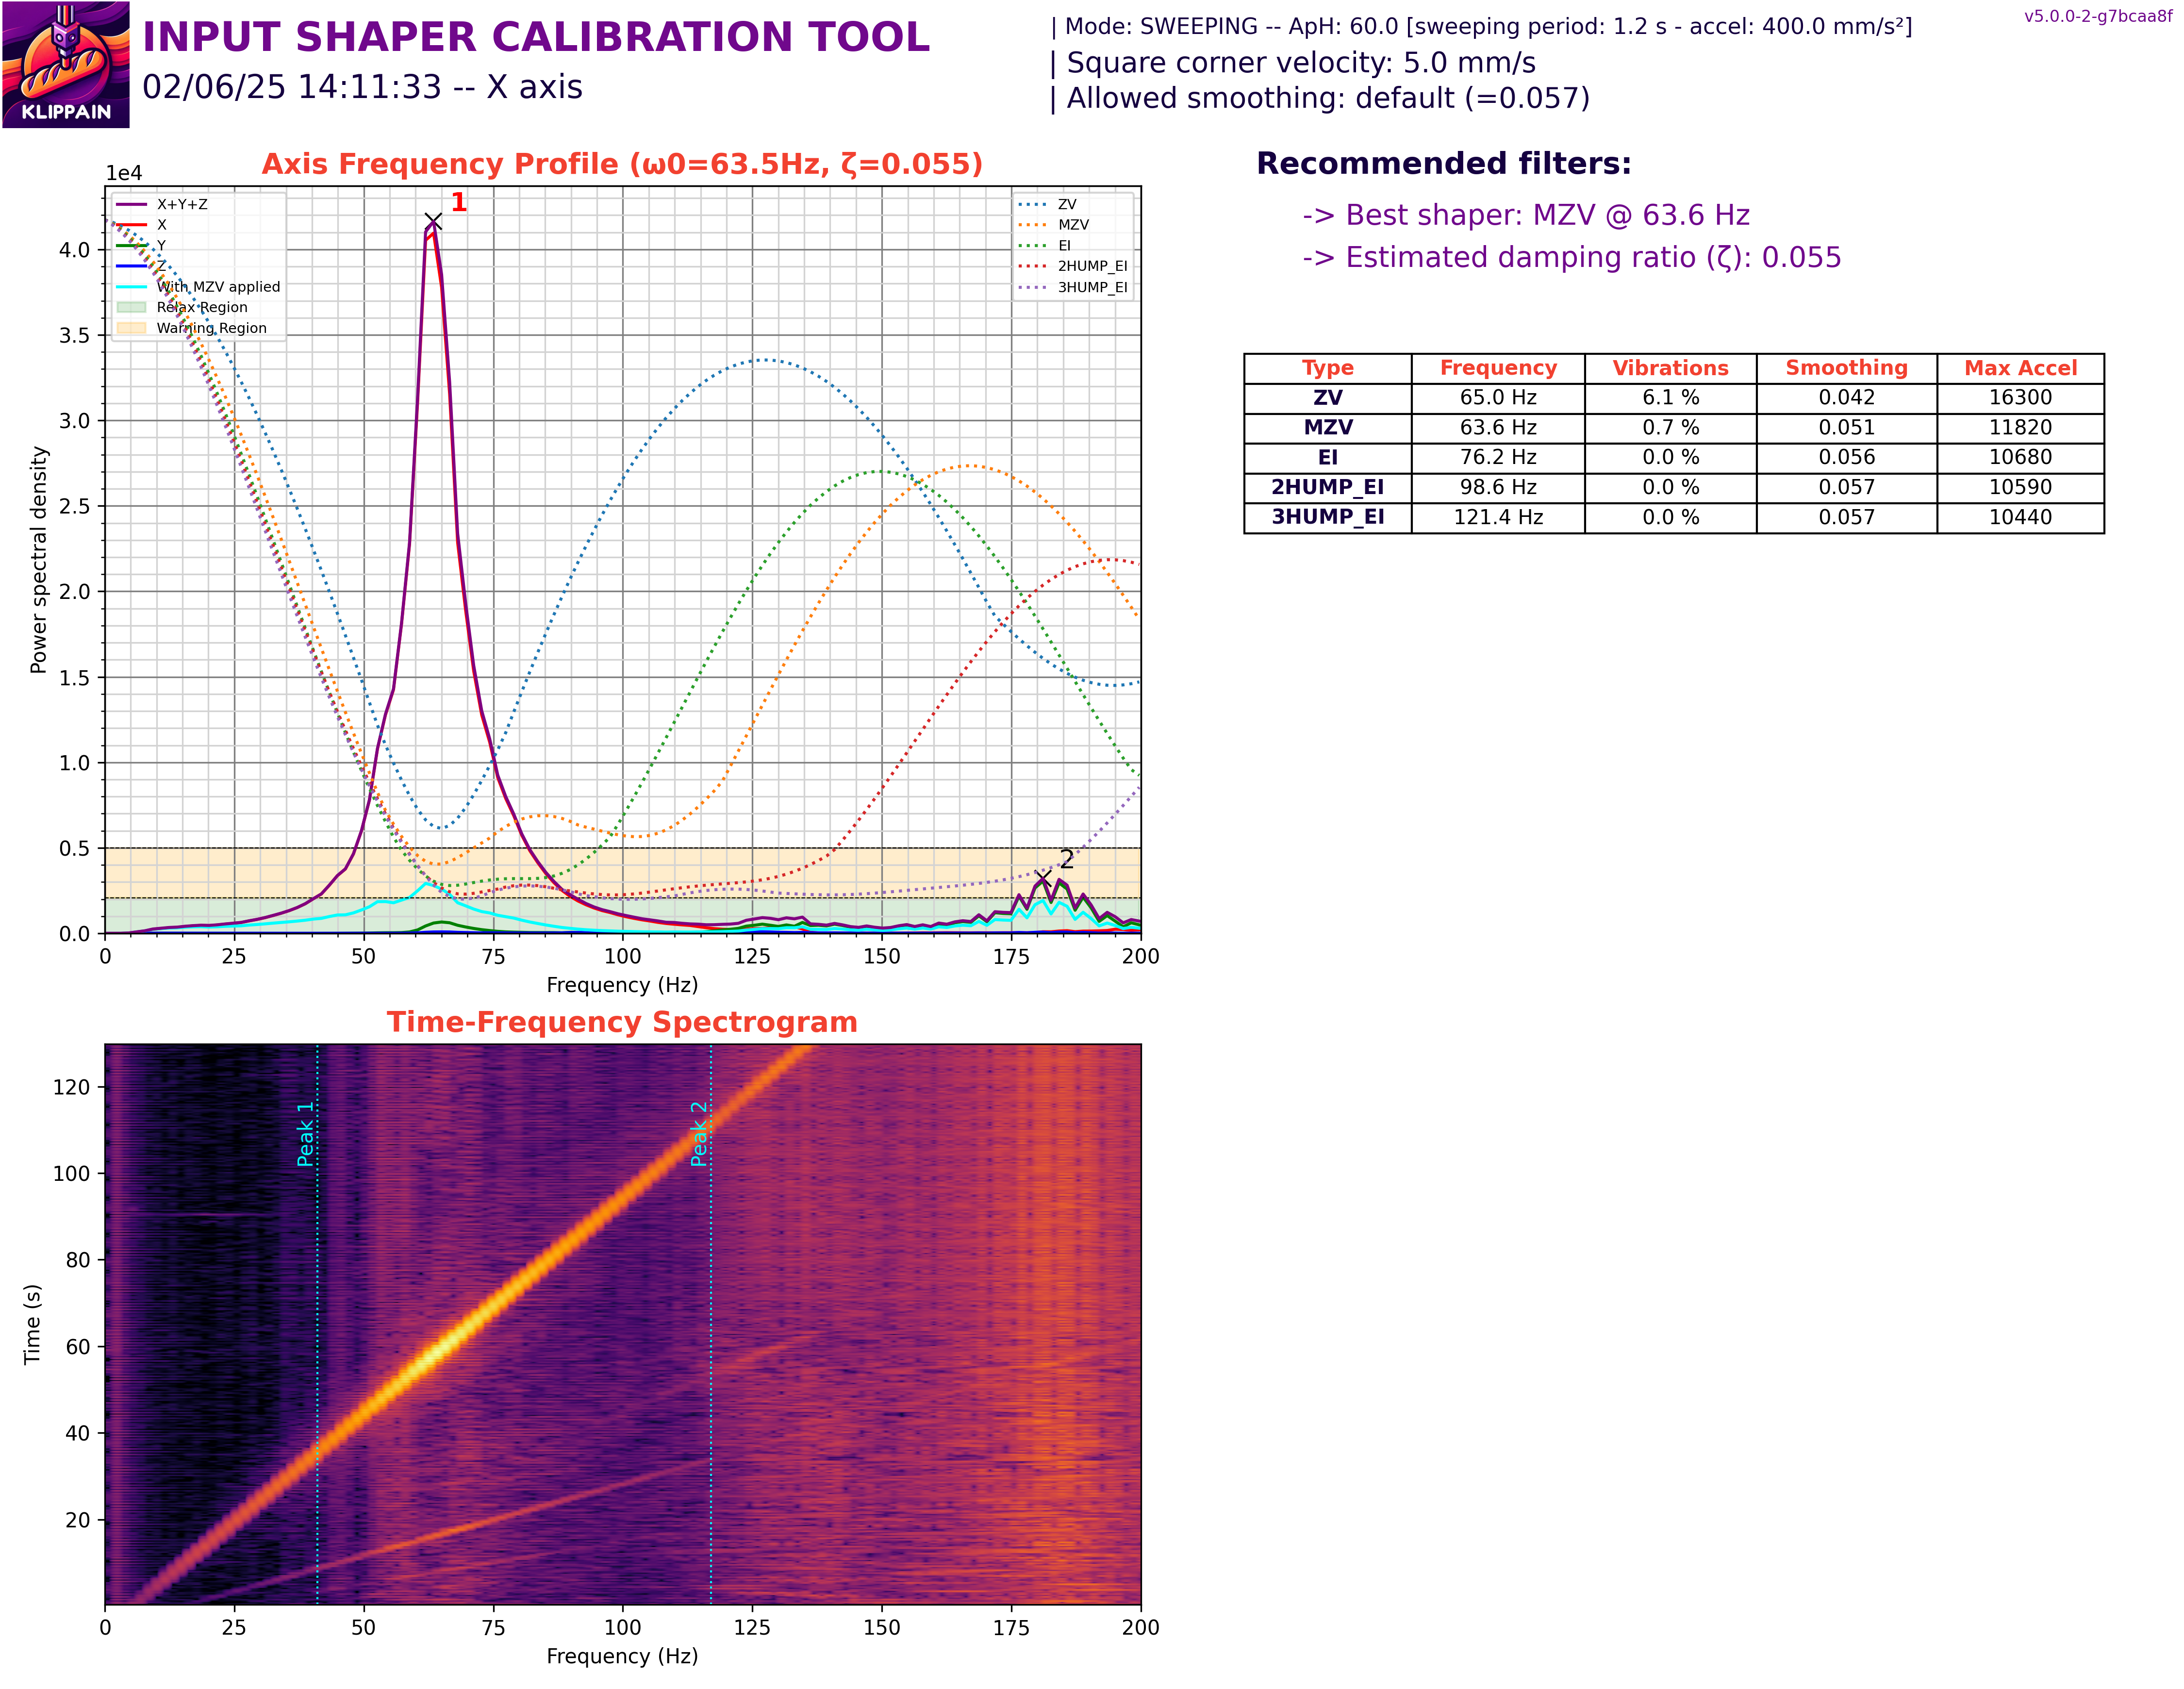 KLIPPAIN
INPUT SHAPER CALIBRATION TOOL
02/06/25 14:11:33 -- X axis
| Mode: SWEEPING -- ApH: 60.0 [sweeping period: 1.2 s - accel: 400.0 mm/s²]
| Square corner velocity: 5.0 mm/s
| Allowed smoothing: default (=0.057)
v5.0.0-2-g7bcaa8f
Axis Frequency Profile (ω0=63.5Hz, ζ=0.055)
1e4
X+Y+Z
X
Y
Z
With MZV applied
Relax Region
Warning Region
ZV
MZV
EI
2HUMP_EI
3HUMP_EI
1
2
4.0
3.5
3.0
2.5
2.0
1.5
1.0
0.5
0.0
Power spectral density
0 25 50 75 100 125 150 175 200
Frequency (Hz)
Recommended filters:
-> Best shaper: MZV @ 63.6 Hz
-> Estimated damping ratio (ζ): 0.055
Type Frequency Vibrations Smoothing Max Accel
ZV 65.0 Hz 6.1 % 0.042 16300
MZV 63.6 Hz 0.7 % 0.051 11820
EI 76.2 Hz 0.0 % 0.056 10680
2HUMP_EI 98.6 Hz 0.0 % 0.057 10590
3HUMP_EI 121.4 Hz 0.0 % 0.057 10440
Time-Frequency Spectrogram
Peak 1
Peak 2
120
100
80
60
40
20
Time (s)
0 25 50 75 100 125 150 175 200
Frequency (Hz)